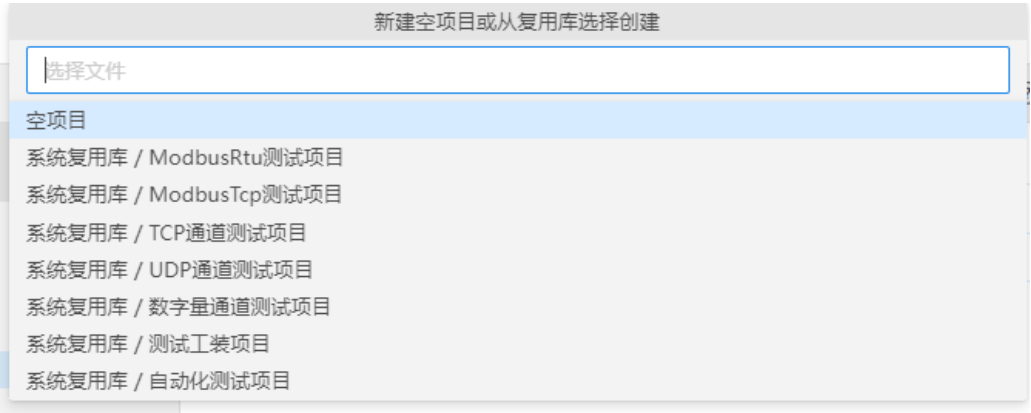 新建空项目或从复用库选择创建
选择文件
空项目
系统复用库 / ModbusRtu测试项目
系统复用库 / ModbusTcp测试项目
系统复用库 / TCP通道测试项目
系统复用库 / UDP通道测试项目
系统复用库 / 数字量通道测试项目
系统复用库 / 测试工装项目
系统复用库 / 自动化测试项目